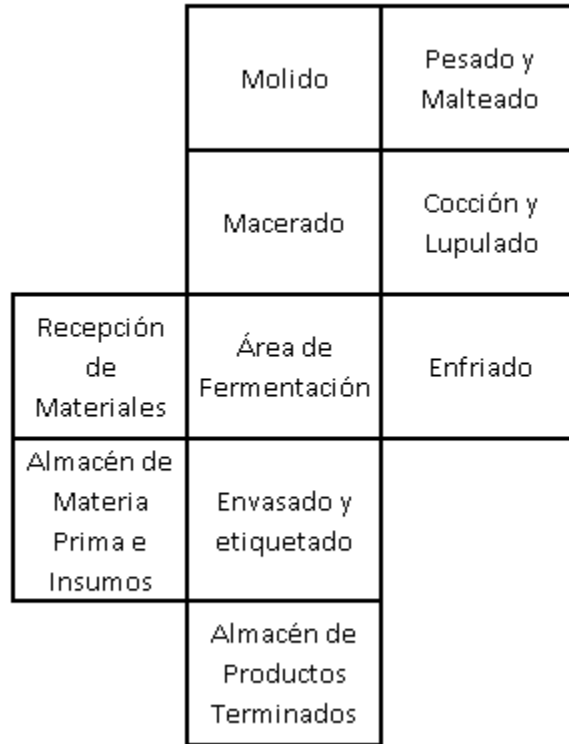 Molido
Pesado y
Malteado
Macerado
Cocción y
Lupulado
Recepción
de
Materiales
Área de
Fermentación
Enfriado
Almacén de
Materia
Prima e
Insumos
Envasado y
etiquetado
Almacén de
Productos
Terminados